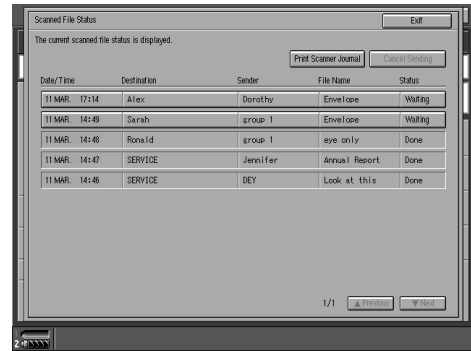 Scanned File Status Exit
The current scanned file status is displayed.
Print Scanner Journal Cancel Sending
Date/Time Destination Sender File Name Status
11 MAR. 17:14 Alex Dorothy Envelope Waiting
11 MAR. 14:49 Sarah group 1 Envelope Waiting
11 MAR. 14:48 Ronald group 1 eye only Done
11 MAR. 14:47 SERVICE Jennifer Annual Report Done
11 MAR. 14:46 SERVICE DEY Look at this Done
1/1 ▲ Previous ▼ Next
2